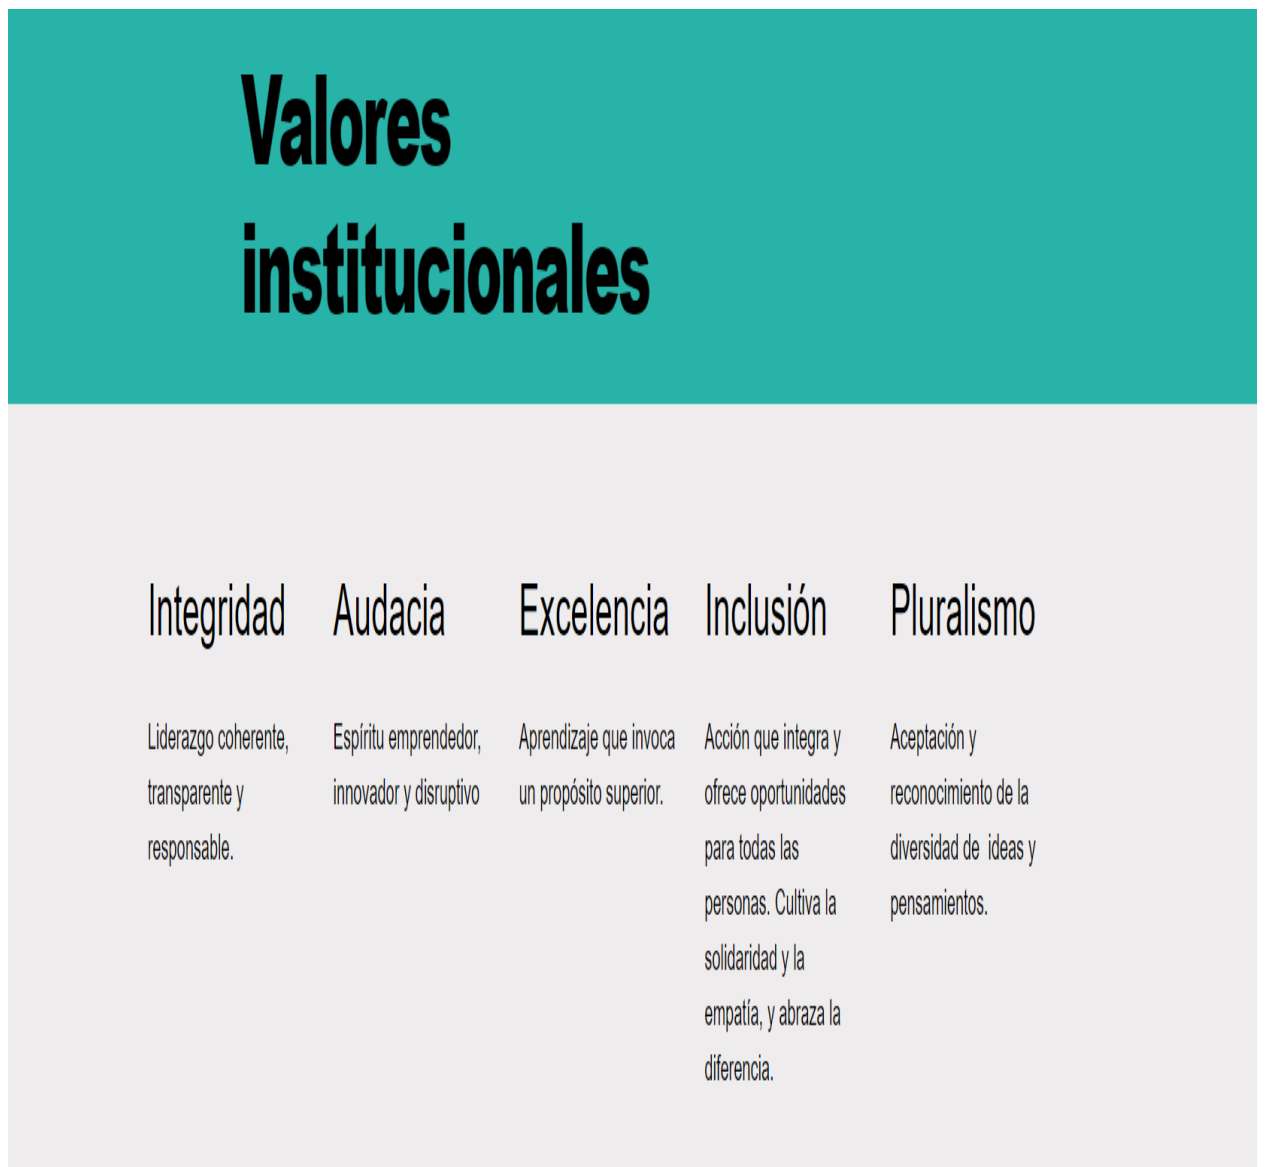 Valores
institucionales
Integridad
Liderazgo coherente,
transparente y
responsable.
Audacia
Espíritu emprendedor,
innovador y disruptivo
Excelencia
Aprendizaje que invoca
un propósito superior.
Inclusión
Acción que integra y
ofrece oportunidades
para todas las
personas. Cultiva la
solidaridad y la
empatía, y abraza la
diferencia.
Pluralismo
Aceptación y
reconocimiento de la
diversidad de  ideas y
pensamientos.